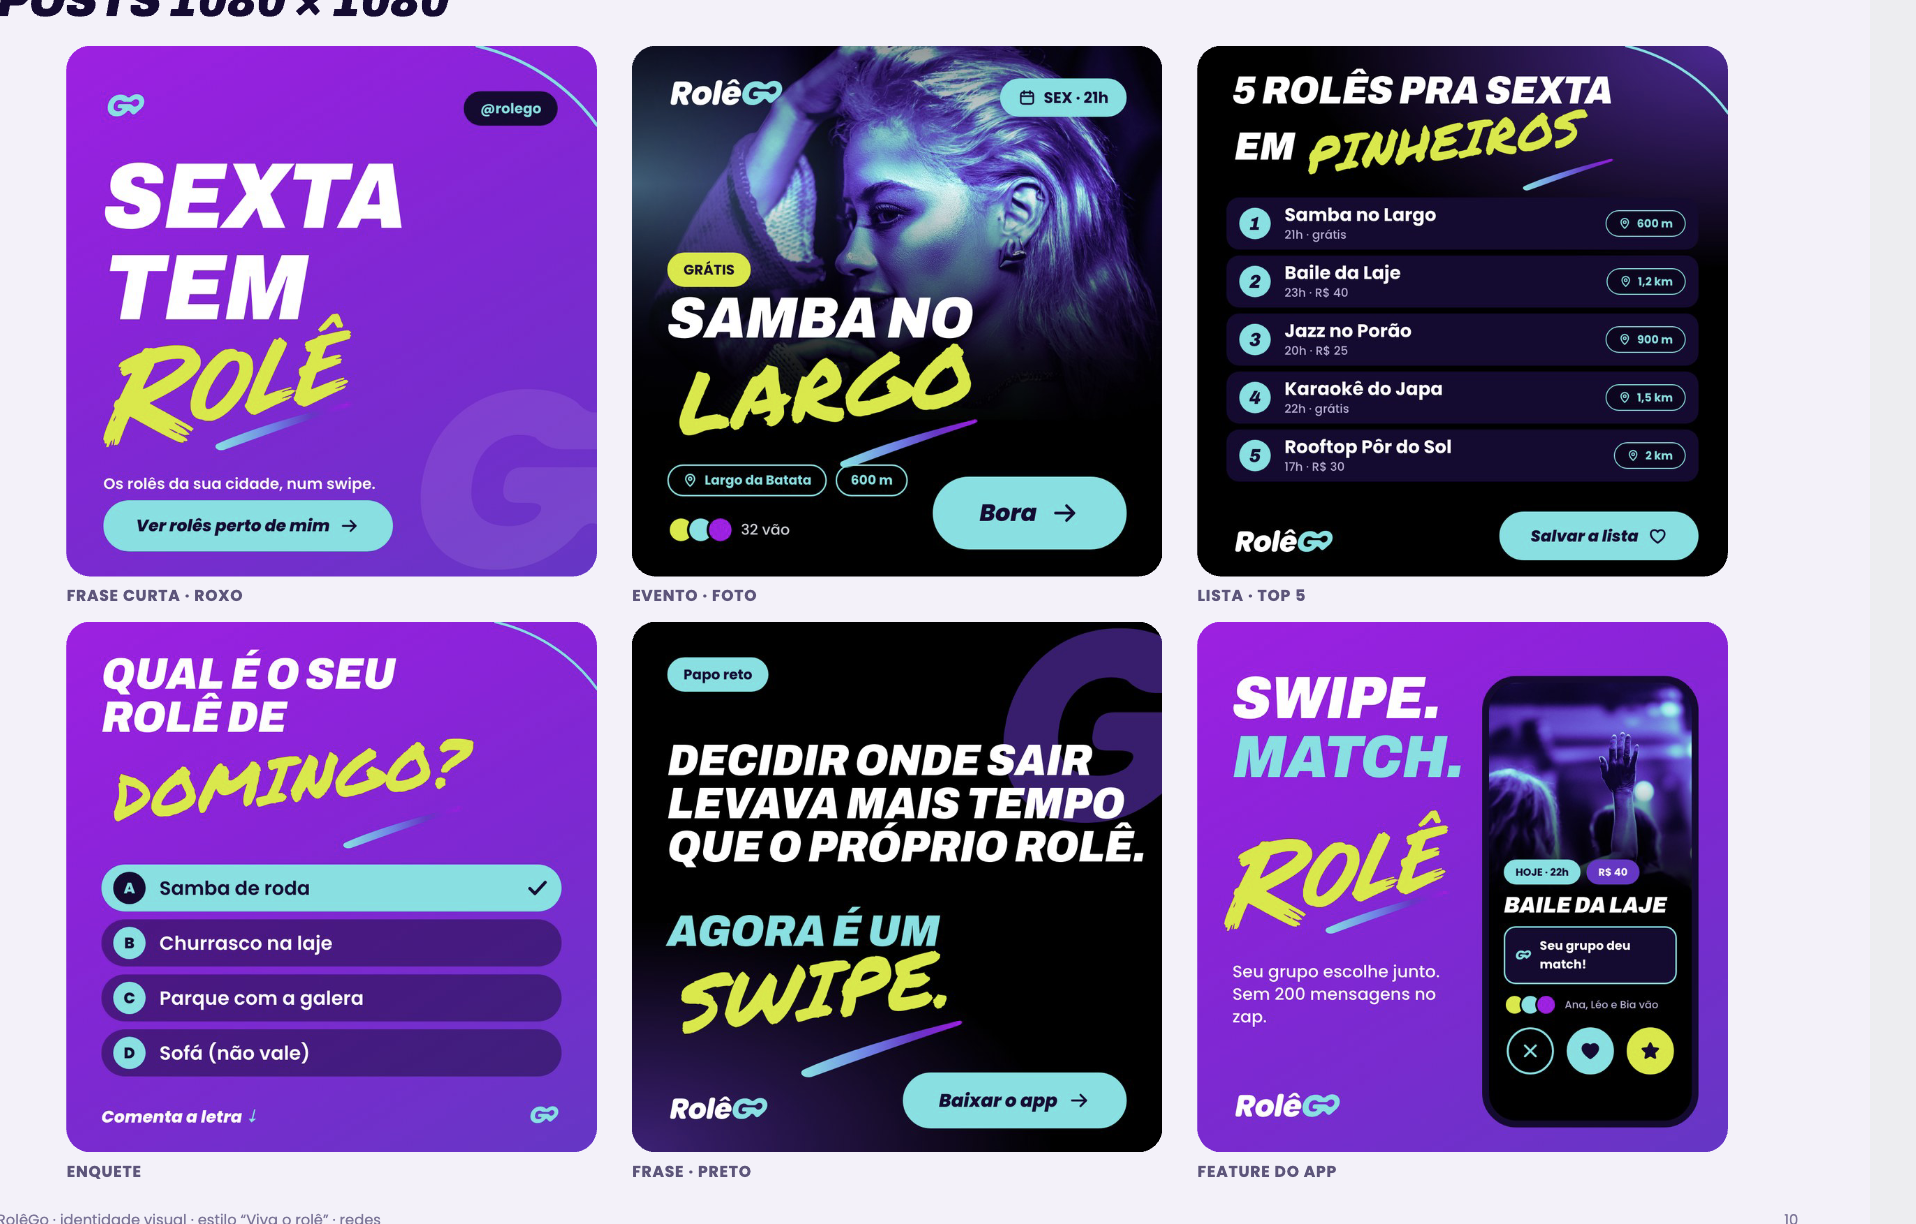 POSTS 1080 × 1080
GO
@rolego
SEXTA
TEM
ROLÊ
Os rolês da sua cidade, num swipe.
Ver rolês perto de mim →
G
FRASE CURTA · ROXO
RolêGO
SEX · 21h
GRÁTIS
SAMBA NO
LARGO
Largo da Batata
600 m
32 vão
Bora →
EVENTO · FOTO
5 ROLÊS PRA SEXTA
EM PINHEIROS
1 Samba no Largo
21h · grátis
600 m
2 Baile da Laje
23h · R$ 40
1,2 km
3 Jazz no Porão
20h · R$ 25
900 m
4 Karaokê do Japa
22h · grátis
1,5 km
5 Rooftop Pôr do Sol
17h · R$ 30
2 km
RolêGO
Salvar a lista
LISTA · TOP 5
QUAL É O SEU
ROLÊ DE
DOMINGO?
A Samba de roda
B Churrasco na laje
C Parque com a galera
D Sofá (não vale)
Comenta a letra ↓
GO
ENQUETE
Papo reto
G
DECIDIR ONDE SAIR
LEVAVA MAIS TEMPO
QUE O PRÓPRIO ROLÊ.
AGORA É UM
SWIPE.
RolêGO
Baixar o app →
FRASE · PRETO
SWIPE.
MATCH.
ROLÊ
Seu grupo escolhe junto.
Sem 200 mensagens no
zap.
RolêGO
HOJE · 22h
R$ 40
BAILE DA LAJE
GO
Seu grupo deu
match!
Ana, Léo e Bia vão
FEATURE DO APP
RolêGo · identidade visual · estilo “Viva o rolê” · redes
10